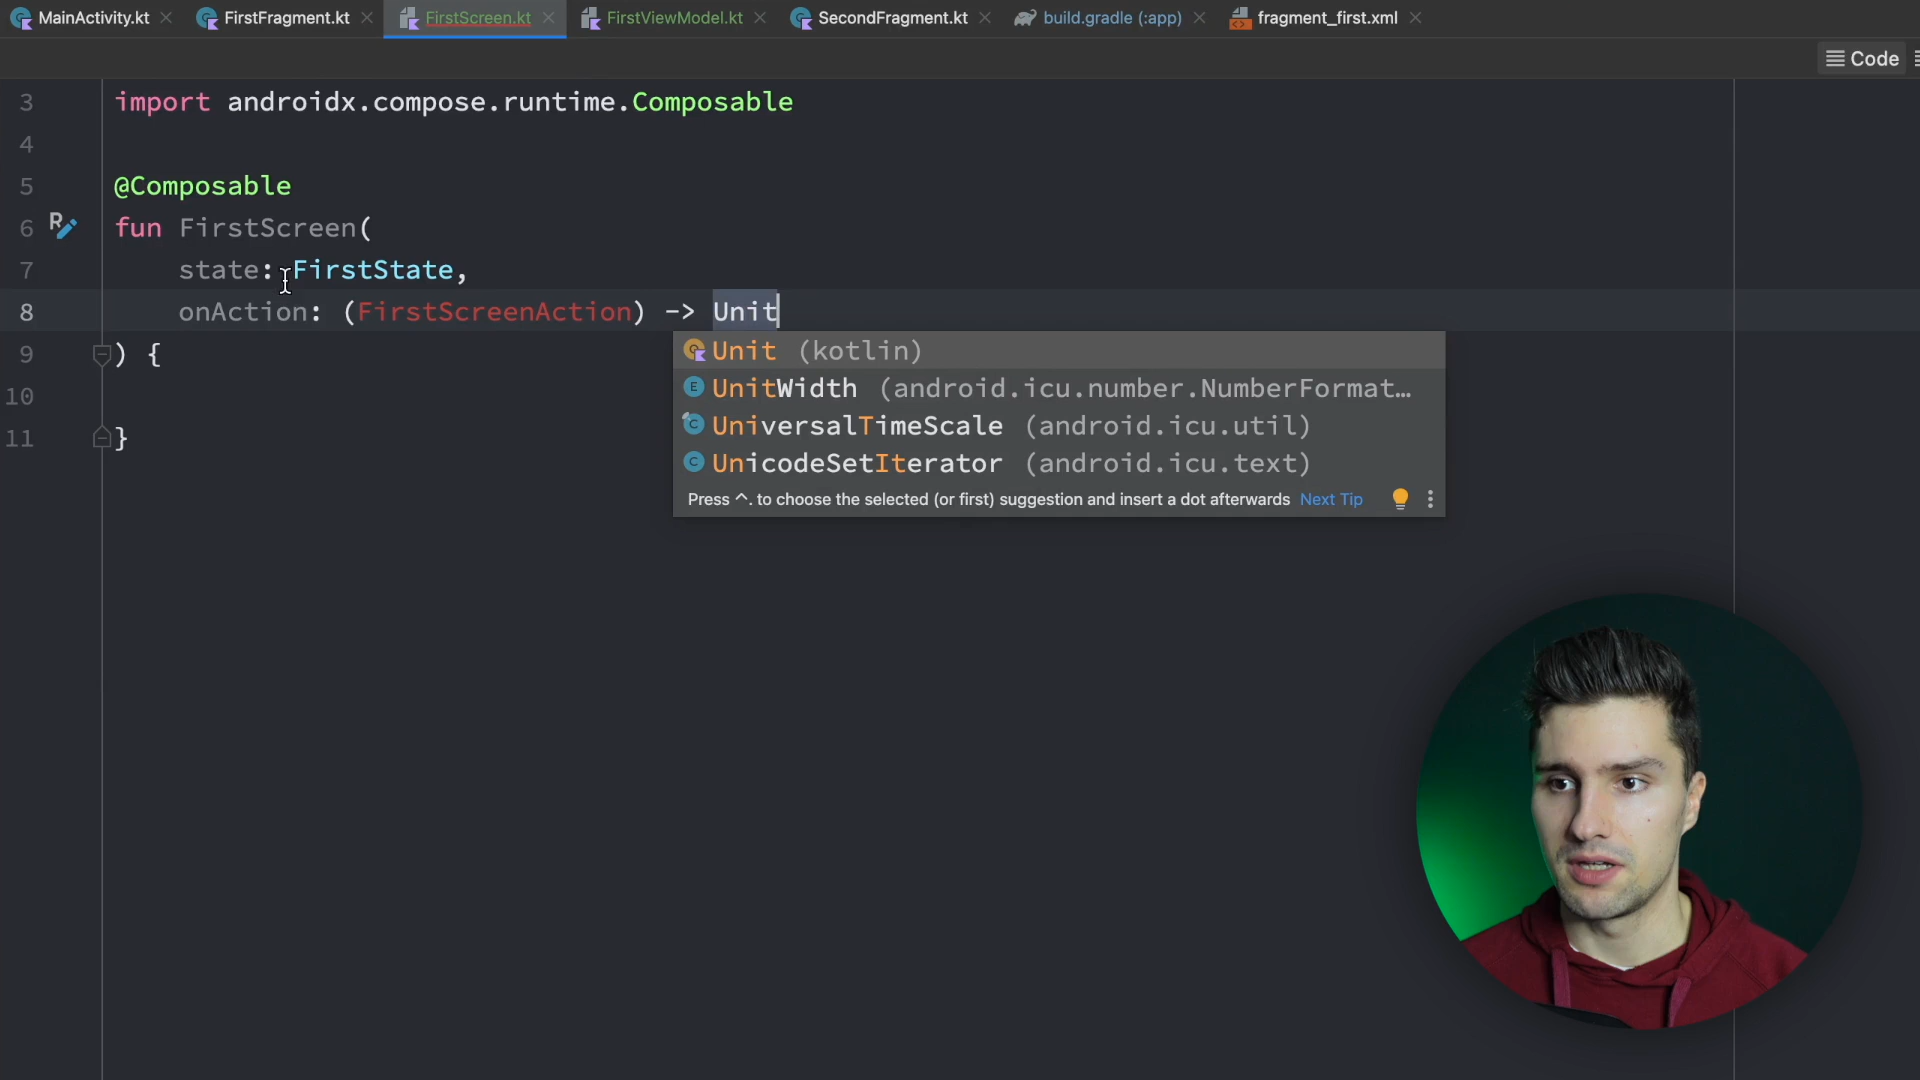 MainActivity.kt FirstFragment.kt FirstScreen.kt FirstViewModel.kt SecondFragment.kt build.gradle (:app) fragment_first.xml
Code
3 import androidx.compose.runtime.Composable
4
5 @Composable
6 fun FirstScreen(
7 state: FirstState,
8 onAction: (FirstScreenAction) -> Unit
9 ) {
10
11 }
Unit (kotlin)
UnitWidth (android.icu.number.NumberFormat…
UniversalTimeScale (android.icu.util)
UnicodeSetIterator (android.icu.text)
Press ^. to choose the selected (or first) suggestion and insert a dot afterwards Next Tip